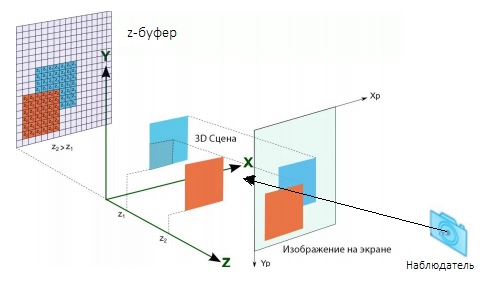 z-буфер
Y
z₂ > z₁
3D Сцена
Xp
X
z₁
z₂
Z
Изображение на экране
Yp
Наблюдатель